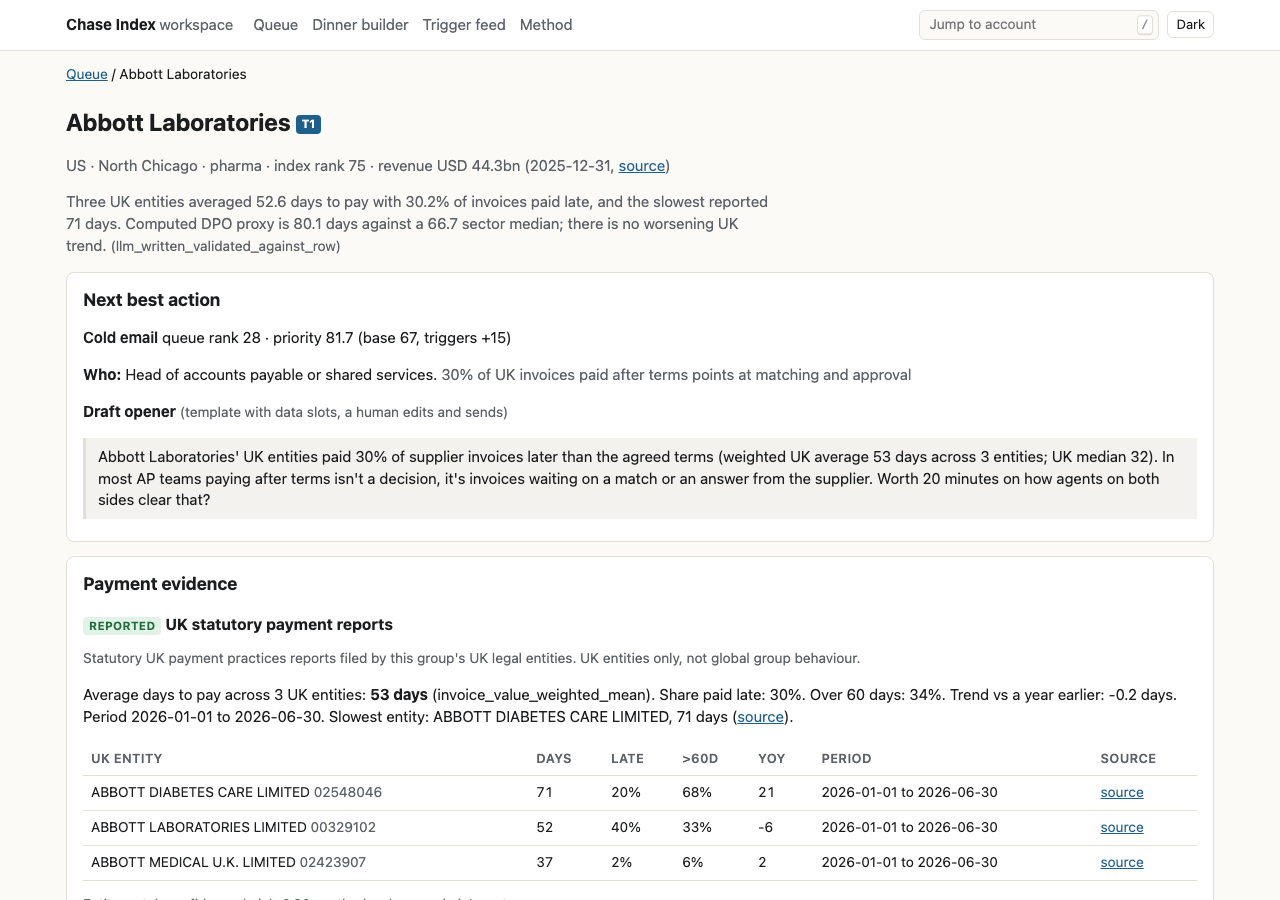 Chase Index workspace Queue Dinner builder Trigger feed Method Jump to account / Dark
Queue / Abbott Laboratories
Abbott Laboratories T1
US · North Chicago · pharma · index rank 75 · revenue USD 44.3bn (2025-12-31, source)
Three UK entities averaged 52.6 days to pay with 30.2% of invoices paid late, and the slowest reported
71 days. Computed DPO proxy is 80.1 days against a 66.7 sector median; there is no worsening UK
trend. (llm_written_validated_against_row)
Next best action
Cold email queue rank 28 · priority 81.7 (base 67, triggers +15)
Who: Head of accounts payable or shared services. 30% of UK invoices paid after terms points at matching and approval
Draft opener (template with data slots, a human edits and sends)
Abbott Laboratories' UK entities paid 30% of supplier invoices later than the agreed terms (weighted UK average 53 days across 3 entities; UK median 32). In
most AP teams paying after terms isn't a decision, it's invoices waiting on a match or an answer from the supplier. Worth 20 minutes on how agents on both
sides clear that?
Payment evidence
REPORTED UK statutory payment reports
Statutory UK payment practices reports filed by this group's UK legal entities. UK entities only, not global group behaviour.
Average days to pay across 3 UK entities: 53 days (invoice_value_weighted_mean). Share paid late: 30%. Over 60 days: 34%. Trend vs a year earlier: -0.2 days.
Period 2026-01-01 to 2026-06-30. Slowest entity: ABBOTT DIABETES CARE LIMITED, 71 days (source).
UK ENTITY DAYS LATE >60D YOY PERIOD SOURCE
ABBOTT DIABETES CARE LIMITED 02548046 71 20% 68% 21 2026-01-01 to 2026-06-30 source
ABBOTT LABORATORIES LIMITED 00329102 52 40% 33% -6 2026-01-01 to 2026-06-30 source
ABBOTT MEDICAL U.K. LIMITED 02423907 37 2% 6% 2 2026-01-01 to 2026-06-30 source